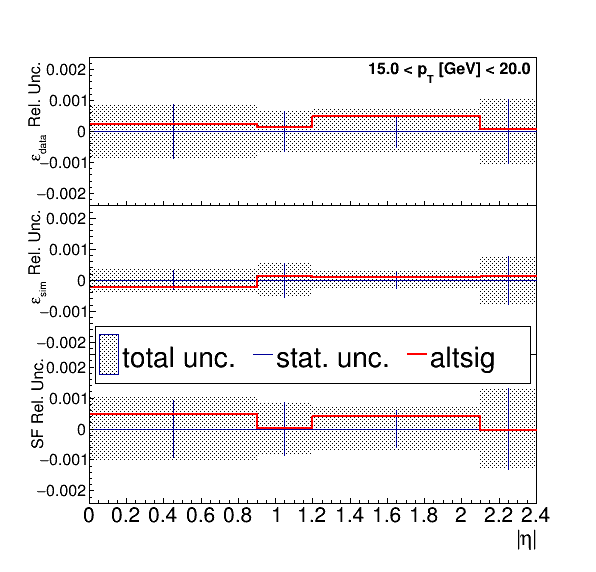 15.0 < p_T [GeV] < 20.0
ε_data Rel. Unc.
0.002
0.001
0
−0.001
−0.002
ε_sim Rel. Unc.
0.002
0.001
0
−0.001
−0.002
total unc. stat. unc. altsig
SF Rel. Unc.
0.002
0.001
0
−0.001
−0.002
0 0.2 0.4 0.6 0.8 1 1.2 1.4 1.6 1.8 2 2.2 2.4
|η|